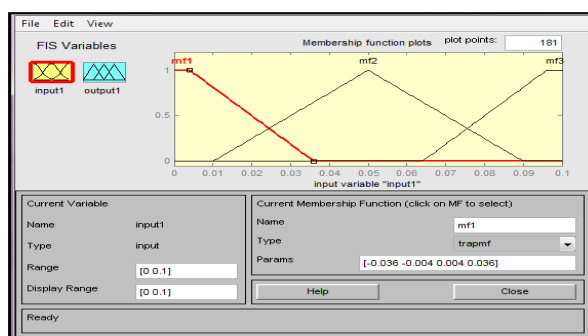 File Edit View
FIS Variables
Membership function plots plot points: 181
input1 output1
mf1 mf2 mf3
1
0.5
0
0 0.01 0.02 0.03 0.04 0.05 0.06 0.07 0.08 0.09 0.1
input variable "input1"
Current Variable
Name input1
Type input
Range [0 0.1]
Display Range [0 0.1]
Current Membership Function (click on MF to select)
Name mf1
Type trapmf
Params [-0.036 -0.004 0.004 0.036]
Help Close
Ready